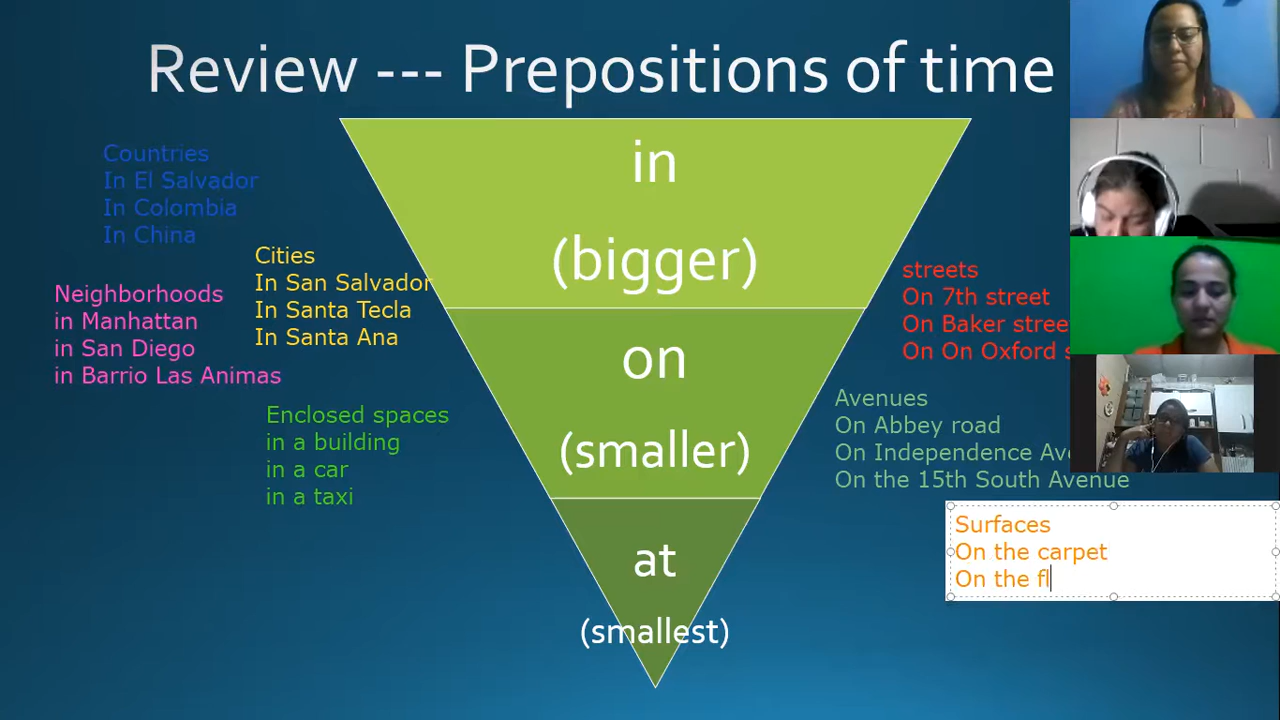 Review --- Prepositions of time
Countries
In El Salvador
In Colombia
In China
Cities
In San Salvador
In Santa Tecla
In Santa Ana
Neighborhoods
in Manhattan
in San Diego
in Barrio Las Animas
Enclosed spaces
in a building
in a car
in a taxi
in
(bigger)
on
(smaller)
at
(smallest)
streets
On 7th street
On Baker stree
On On Oxford s
Avenues
On Abbey road
On Independence Av
On the 15th South Avenue
Surfaces
On the carpet
On the fl